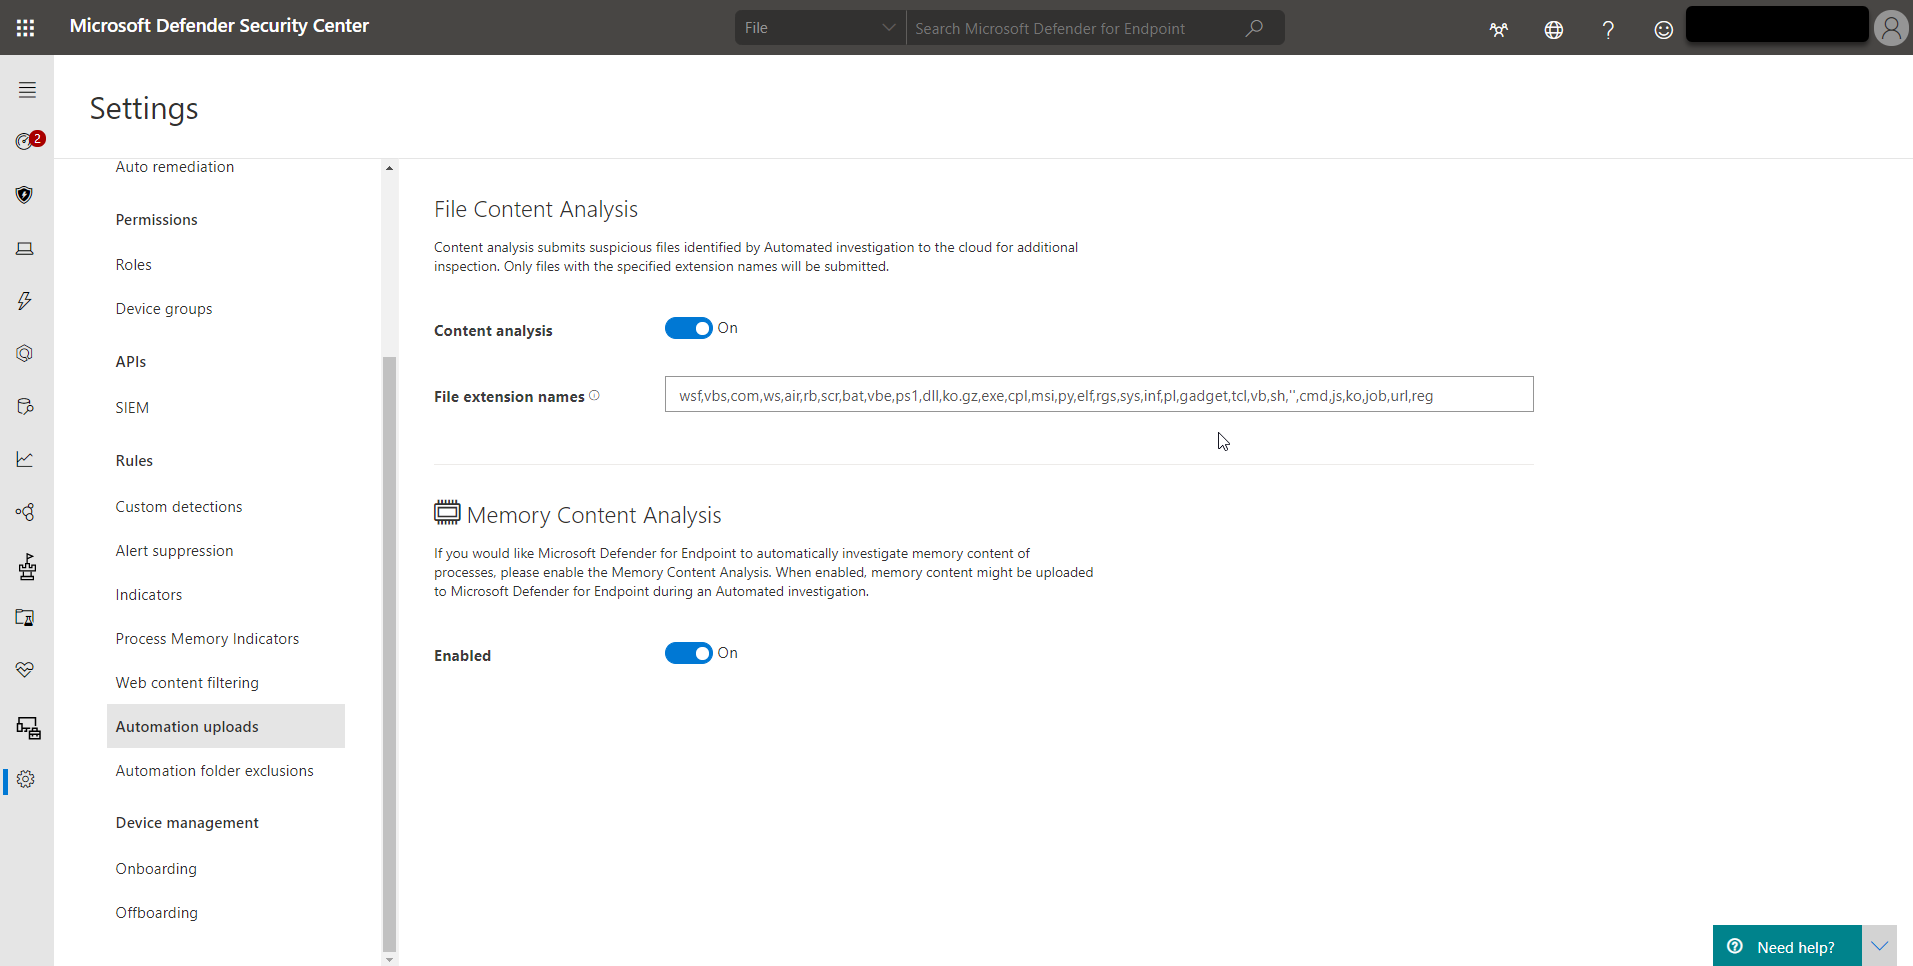 Microsoft Defender Security Center
File
Search Microsoft Defender for Endpoint
2
Settings
Auto remediation
Permissions
Roles
Device groups
APIs
SIEM
Rules
Custom detections
Alert suppression
Indicators
Process Memory Indicators
Web content filtering
Automation uploads
Automation folder exclusions
Device management
Onboarding
Offboarding
File Content Analysis
Content analysis submits suspicious files identified by Automated investigation to the cloud for additional
inspection. Only files with the specified extension names will be submitted.
Content analysis
On
File extension names
wsf,vbs,com,ws,air,rb,scr,bat,vbe,ps1,dll,ko.gz,exe,cpl,msi,py,elf,rgs,sys,inf,pl,gadget,tcl,vb,sh,'',cmd,js,ko,job,url,reg
Memory Content Analysis
If you would like Microsoft Defender for Endpoint to automatically investigate memory content of
processes, please enable the Memory Content Analysis. When enabled, memory content might be uploaded
to Microsoft Defender for Endpoint during an Automated investigation.
Enabled
On
Need help?